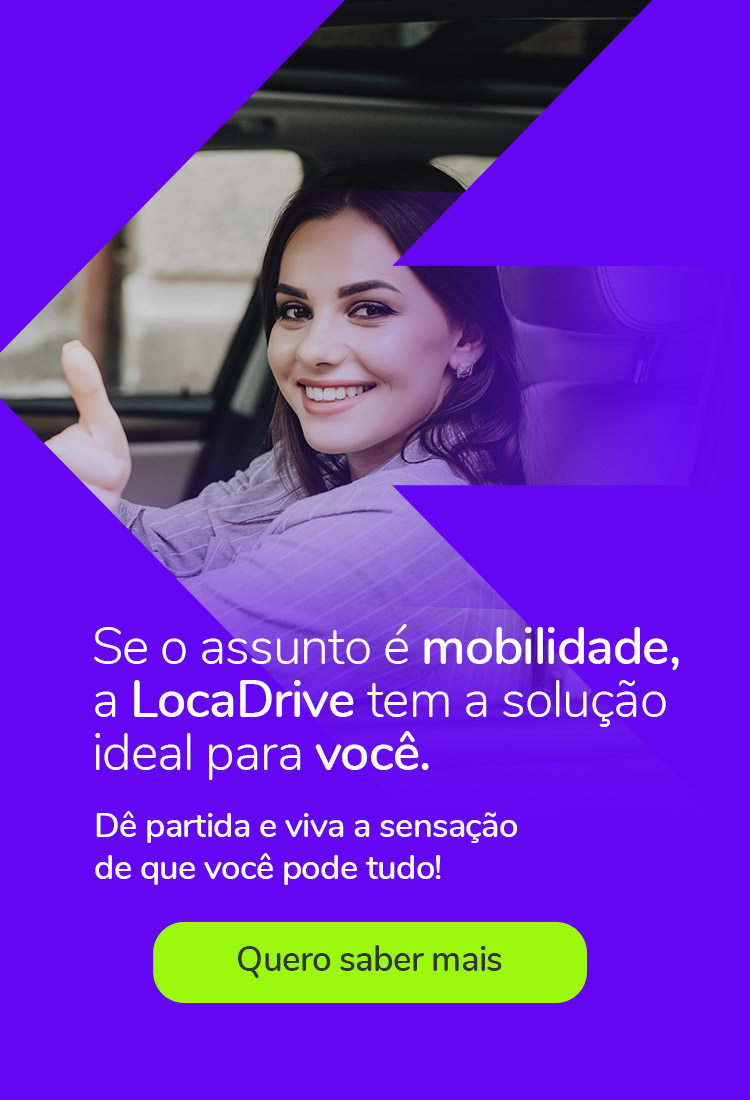 Se o assunto é mobilidade,
a LocaDrive tem a solução
ideal para você.
Dê partida e viva a sensação
de que você pode tudo!
Quero saber mais